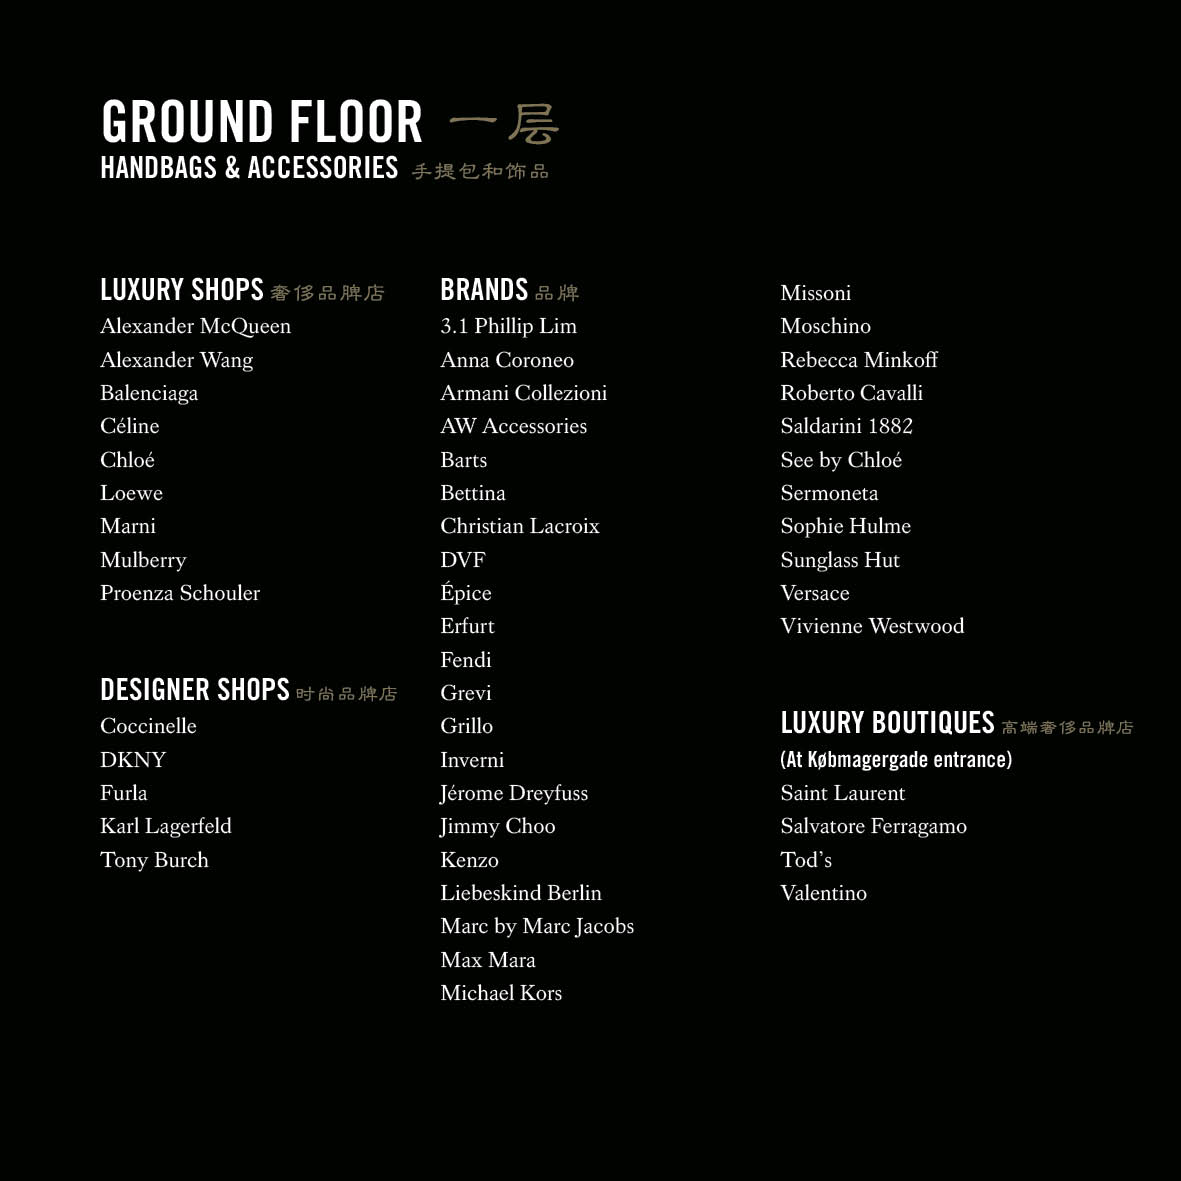 GROUND FLOOR 一层
HANDBAGS & ACCESSORIES 手提包和饰品
LUXURY SHOPS 奢侈品牌店
Alexander McQueen
Alexander Wang
Balenciaga
Céline
Chloé
Loewe
Marni
Mulberry
Proenza Schouler
DESIGNER SHOPS 时尚品牌店
Coccinelle
DKNY
Furla
Karl Lagerfeld
Tony Burch
BRANDS 品牌
3.1 Phillip Lim
Anna Coroneo
Armani Collezioni
AW Accessories
Barts
Bettina
Christian Lacroix
DVF
Épice
Erfurt
Fendi
Grevi
Grillo
Inverni
Jérome Dreyfuss
Jimmy Choo
Kenzo
Liebeskind Berlin
Marc by Marc Jacobs
Max Mara
Michael Kors
Missoni
Moschino
Rebecca Minkoff
Roberto Cavalli
Saldarini 1882
See by Chloé
Sermoneta
Sophie Hulme
Sunglass Hut
Versace
Vivienne Westwood
LUXURY BOUTIQUES 高端奢侈品牌店
(At Købmagergade entrance)
Saint Laurent
Salvatore Ferragamo
Tod's
Valentino